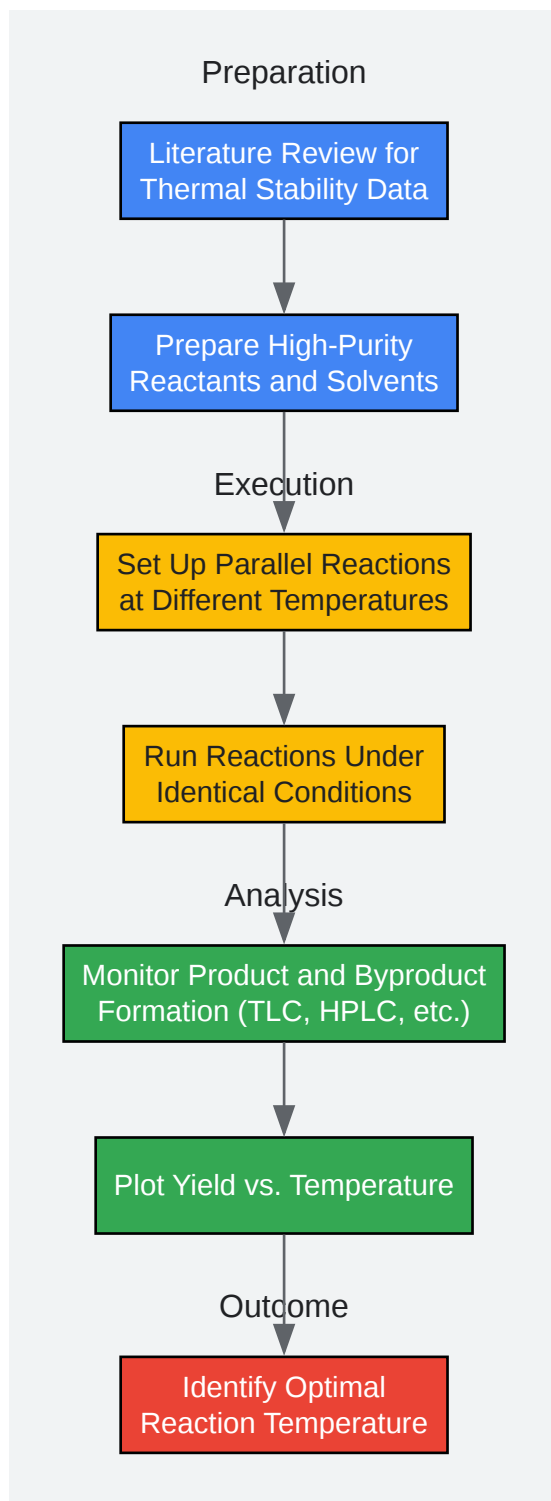 Preparation
Literature Review for
Thermal Stability Data
Prepare High-Purity
Reactants and Solvents
Execution
Set Up Parallel Reactions
at Different Temperatures
Run Reactions Under
Identical Conditions
Analysis
Monitor Product and Byproduct
Formation (TLC, HPLC, etc.)
Plot Yield vs. Temperature
Outcome
Identify Optimal
Reaction Temperature